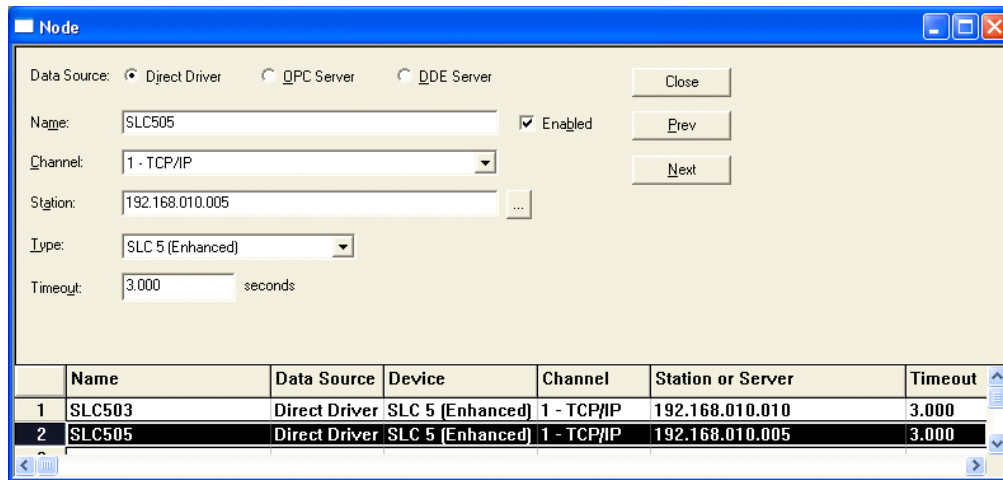 Node
Data Source: Direct Driver OPC Server DDE Server Close
Name: SLC505 Enabled Prev
Channel: 1 - TCP/IP Next
Station: 192.168.010.005 ...
Type: SLC 5 (Enhanced)
Timeout: 3.000 seconds
Name Data Source Device Channel Station or Server Timeout
1 SLC503 Direct Driver SLC 5 (Enhanced) 1 - TCP/IP 192.168.010.010 3.000
2 SLC505 Direct Driver SLC 5 (Enhanced) 1 - TCP/IP 192.168.010.005 3.000